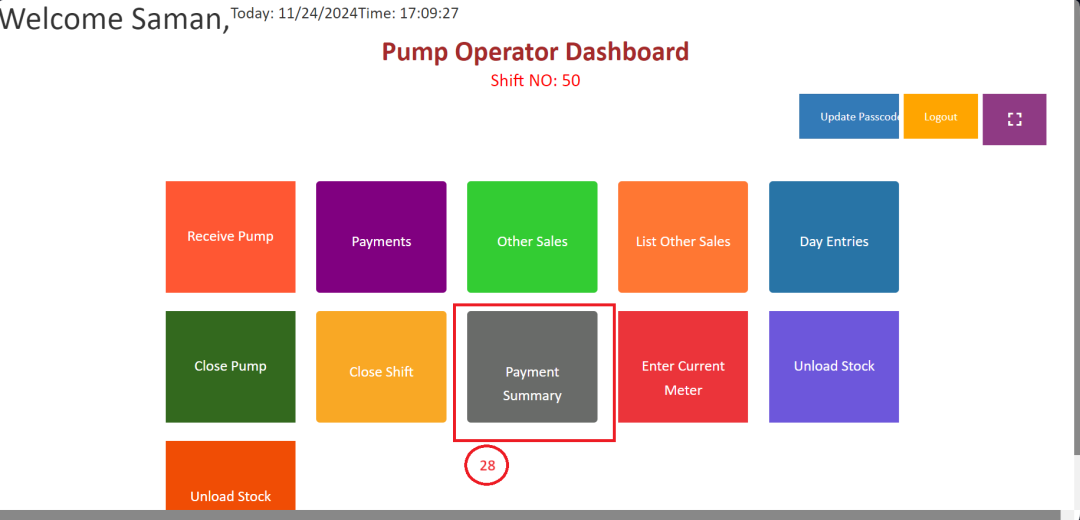 Welcome Saman, Today: 11/24/2024Time: 17:09:27
Pump Operator Dashboard
Shift NO: 50
Update Passcode Logout
Receive Pump Payments Other Sales List Other Sales Day Entries
Close Pump Close Shift Payment Summary Enter Current Meter Unload Stock
28
Unload Stock